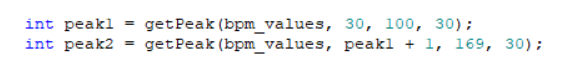 int peak1 = getPeak(bpm_values, 30, 100, 30);
int peak2 = getPeak(bpm_values, peak1 + 1, 169, 30);